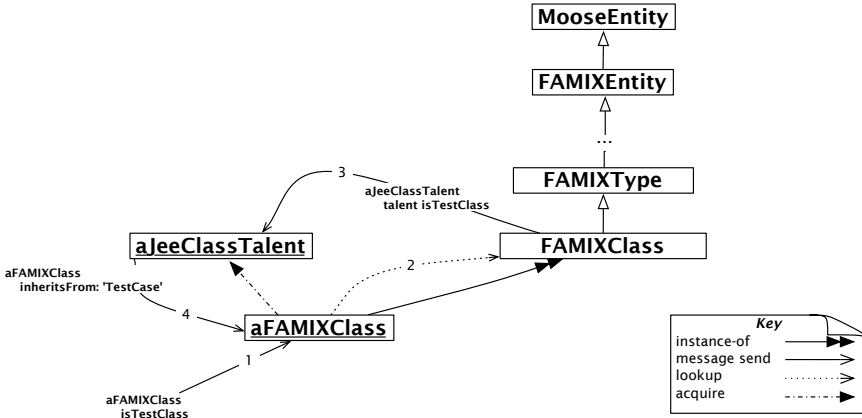 MooseEntity
FAMIXEntity
...
FAMIXType
3
aJeeClassTalent
talent isTestClass
aJeeClassTalent
FAMIXClass
2
aFAMIXClass
inheritsFrom: 'TestCase'
4
aFAMIXClass
1
aFAMIXClass
isTestClass
Key
instance-of
message send
lookup
acquire